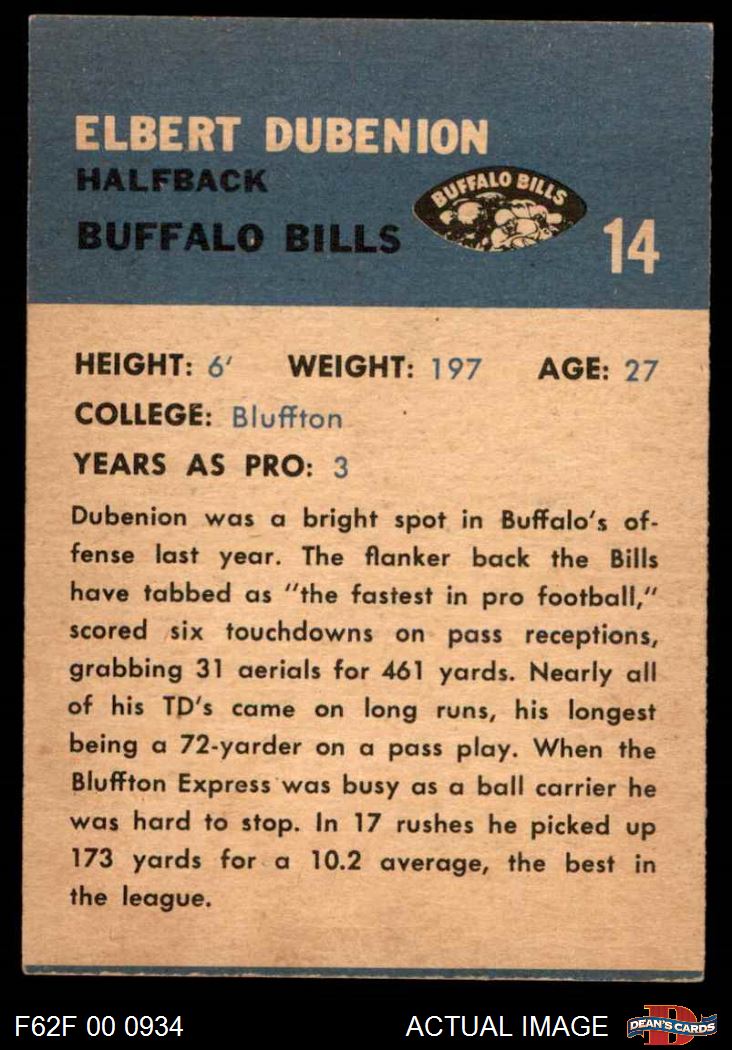 ELBERT DUBENION
HALFBACK
BUFFALO BILLS
BUFFALO BILLS
14
HEIGHT: 6' WEIGHT: 197 AGE: 27
COLLEGE: Bluffton
YEARS AS PRO: 3
Dubenion was a bright spot in Buffalo's of-
fense last year. The flanker back the Bills
have tabbed as "the fastest in pro football,"
scored six touchdowns on pass receptions,
grabbing 31 aerials for 461 yards. Nearly all
of his TD's came on long runs, his longest
being a 72-yarder on a pass play. When the
Bluffton Express was busy as a ball carrier he
was hard to stop. In 17 rushes he picked up
173 yards for a 10.2 average, the best in
the league.
F62F 00 0934 ACTUAL IMAGE D DEAN'S CARDS